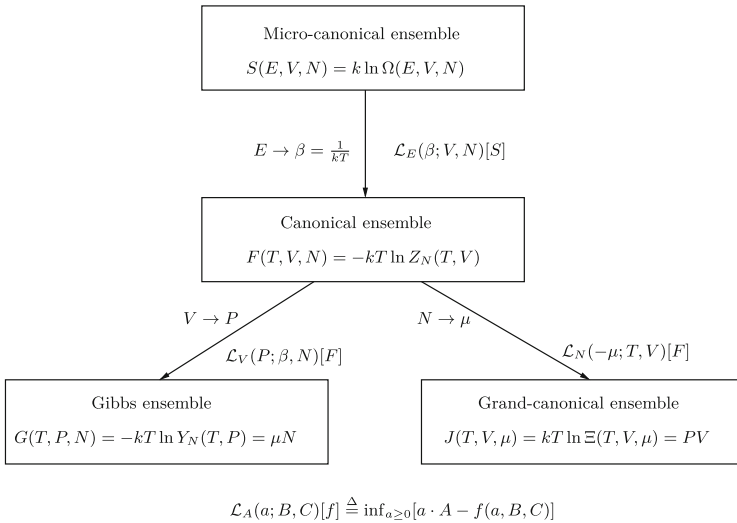 Micro-canonical ensemble
S(E, V, N) = k ln Ω(E, V, N)
E → β = 1/kT
ℒ_E(β; V, N)[S]
Canonical ensemble
F(T, V, N) = −kT ln Z_N(T, V)
V → P
N → μ
ℒ_V(P; β, N)[F]
ℒ_N(−μ; T, V)[F]
Gibbs ensemble
G(T, P, N) = −kT ln Y_N(T, P) = μN
Grand-canonical ensemble
J(T, V, μ) = kT ln Ξ(T, V, μ) = PV
ℒ_A(a; B, C)[f] ≜ inf_{a≥0}[a · A − f(a, B, C)]